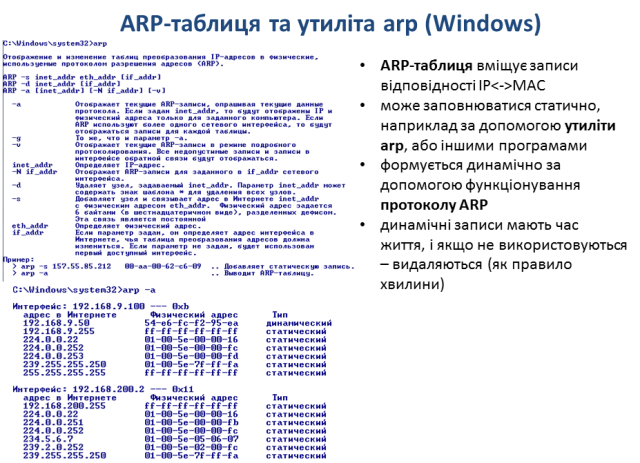 ARP-таблиця та утиліта arp (Windows)
C:\Windows\system32>arp
Отображение и изменение таблиц преобразования IP-адресов в физические,
используемые протоколом разрешения адресов (ARP).
ARP -s inet_addr eth_addr [if_addr]
ARP -d inet_addr [if_addr]
ARP -a [inet_addr] [-N if_addr] [-v]
-a Отображает текущие ARP-записи, опрашивая текущие данные
протокола. Если задан inet_addr, то будут отображены IP и
физический адреса только для заданного компьютера. Если
ARP используют более одного сетевого интерфейса, то будут
отображаться записи для каждой таблицы.
-g То же, что и параметр -a.
-v Отображает текущие ARP-записи в режиме подробного
протоколирования. Все недопустимые записи и записи в
интерфейсе обратной связи будут отображаться.
inet_addr Определяет IP-адрес.
-N if_addr Отображает ARP-записи для заданного в if_addr сетевого
интерфейса.
-d Удаляет узел, задаваемый inet_addr. Параметр inet_addr может
содержать знак шаблона * для удаления всех узлов.
-s Добавляет узел и связывает адрес в Интернете inet_addr
с физическим адресом eth_addr. Физический адрес задается
6 байтами (в шестнадцатеричном виде), разделенных дефисом.
Эта связь является постоянной
eth_addr Определяет физический адрес.
if_addr Если параметр задан, он определяет адрес интерфейса в
Интернете, чья таблица преобразования адресов должна
измениться. Если параметр не задан, будет использован
первый доступный интерфейс.
Пример:
> arp -s 157.55.85.212 00-aa-00-62-c6-09 .. Добавляет статическую запись.
> arp -a .. Выводит ARP-таблицу.
C:\Windows\system32>arp -a
Интерфейс: 192.168.9.100 --- 0xb
адрес в Интернете Физический адрес Тип
192.168.9.50 54-e6-fc-f2-95-ea динамический
192.168.9.255 ff-ff-ff-ff-ff-ff статический
224.0.0.22 01-00-5e-00-00-16 статический
224.0.0.252 01-00-5e-00-00-fc статический
224.0.0.253 01-00-5e-00-00-fd статический
239.255.255.250 01-00-5e-7f-ff-fa статический
255.255.255.255 ff-ff-ff-ff-ff-ff статический
Интерфейс: 192.168.200.2 --- 0x11
адрес в Интернете Физический адрес Тип
192.168.200.255 ff-ff-ff-ff-ff-ff статический
224.0.0.22 01-00-5e-00-00-16 статический
224.0.0.251 01-00-5e-00-00-fb статический
224.0.0.252 01-00-5e-00-00-fc статический
234.5.6.7 01-00-5e-05-06-07 статический
239.2.0.252 01-00-5e-02-00-fc статический
239.255.255.250 01-00-5e-7f-ff-fa статический
• ARP-таблиця вміщує записи
відповідності IP<->MAC
• може заповнюватися статично,
наприклад за допомогою утиліти
arp, або іншими програмами
• формується динамічно за
допомогою функціонування
протоколу ARP
• динамічні записи мають час
життя, і якщо не використовуються
– видаляються (як правило
хвилини)